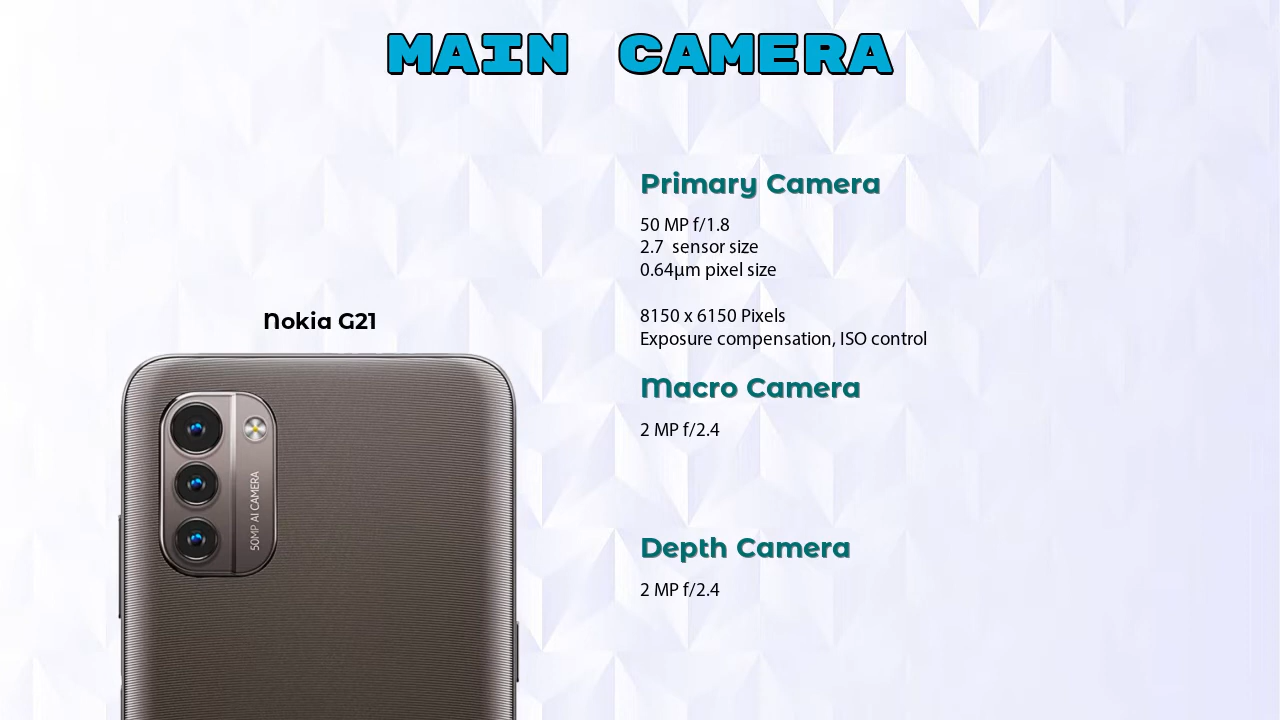 MAIN CAMERA
Primary Camera
50 MP f/1.8
2.7  sensor size
0.64µm pixel size
8150 x 6150 Pixels
Exposure compensation, ISO control
Nokia G21
Macro Camera
2 MP f/2.4
50MP AI CAMERA
Depth Camera
2 MP f/2.4